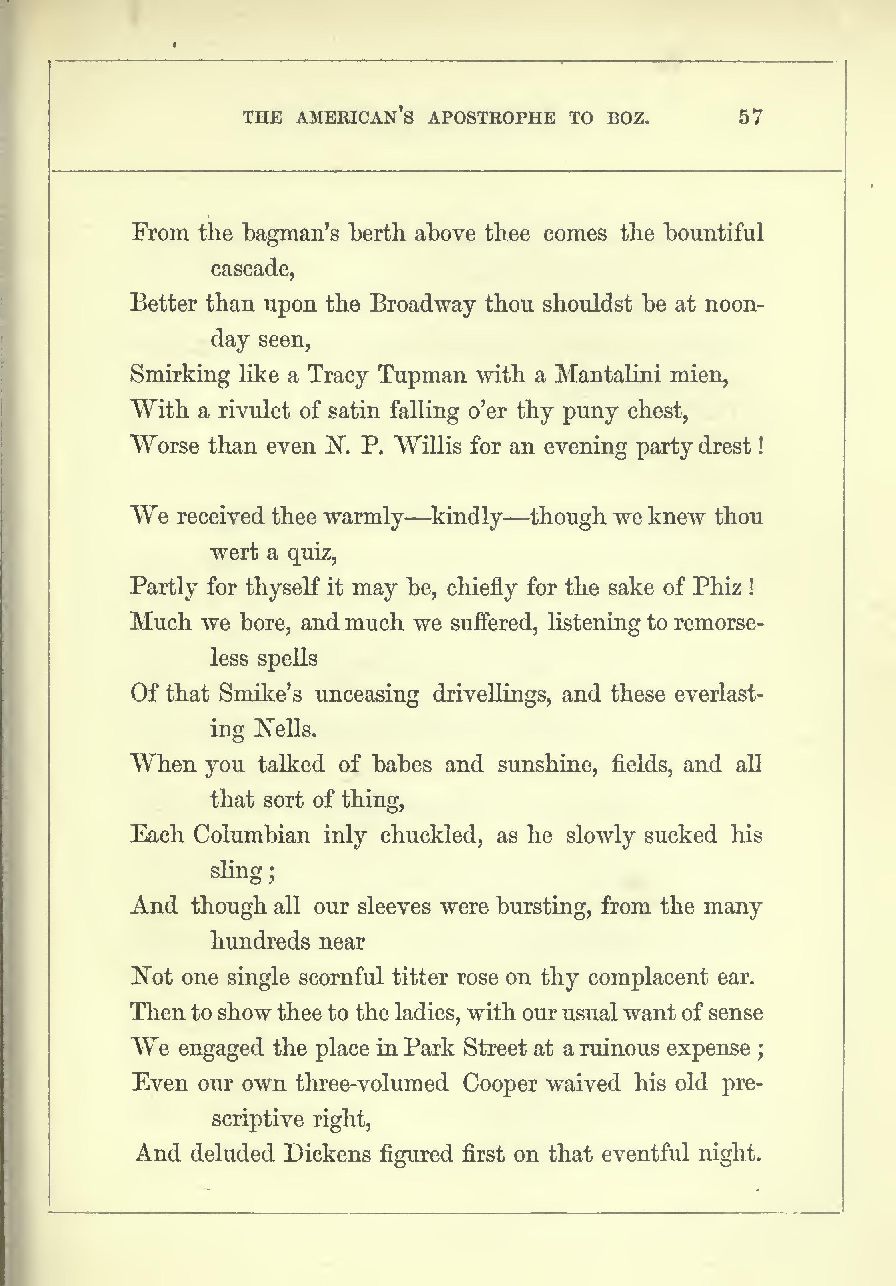 THE AMERICAN'S APOSTROPHE TO BOZ. 57
From the bagman's berth above thee comes the bountiful
cascade,
Better than upon the Broadway thou shouldst be at noon-
day seen,
Smirking like a Tracy Tupman with a Mantalini mien,
With a rivulet of satin falling o'er thy puny chest,
Worse than even N. P. Willis for an evening party drest!
We received thee warmly—kindly—though we knew thou
wert a quiz,
Partly for thyself it may be, chiefly for the sake of Phiz!
Much we bore, and much we suffered, listening to remorse-
less spells
Of that Smike's unceasing drivellings, and these everlast-
ing Nells.
When you talked of babes and sunshine, fields, and all
that sort of thing,
Each Columbian inly chuckled, as he slowly sucked his
sling;
And though all our sleeves were bursting, from the many
hundreds near
Not one single scornful titter rose on thy complacent ear.
Then to show thee to the ladies, with our usual want of sense
We engaged the place in Park Street at a ruinous expense;
Even our own three-volumed Cooper waived his old pre-
scriptive right,
And deluded Dickens figured first on that eventful night.